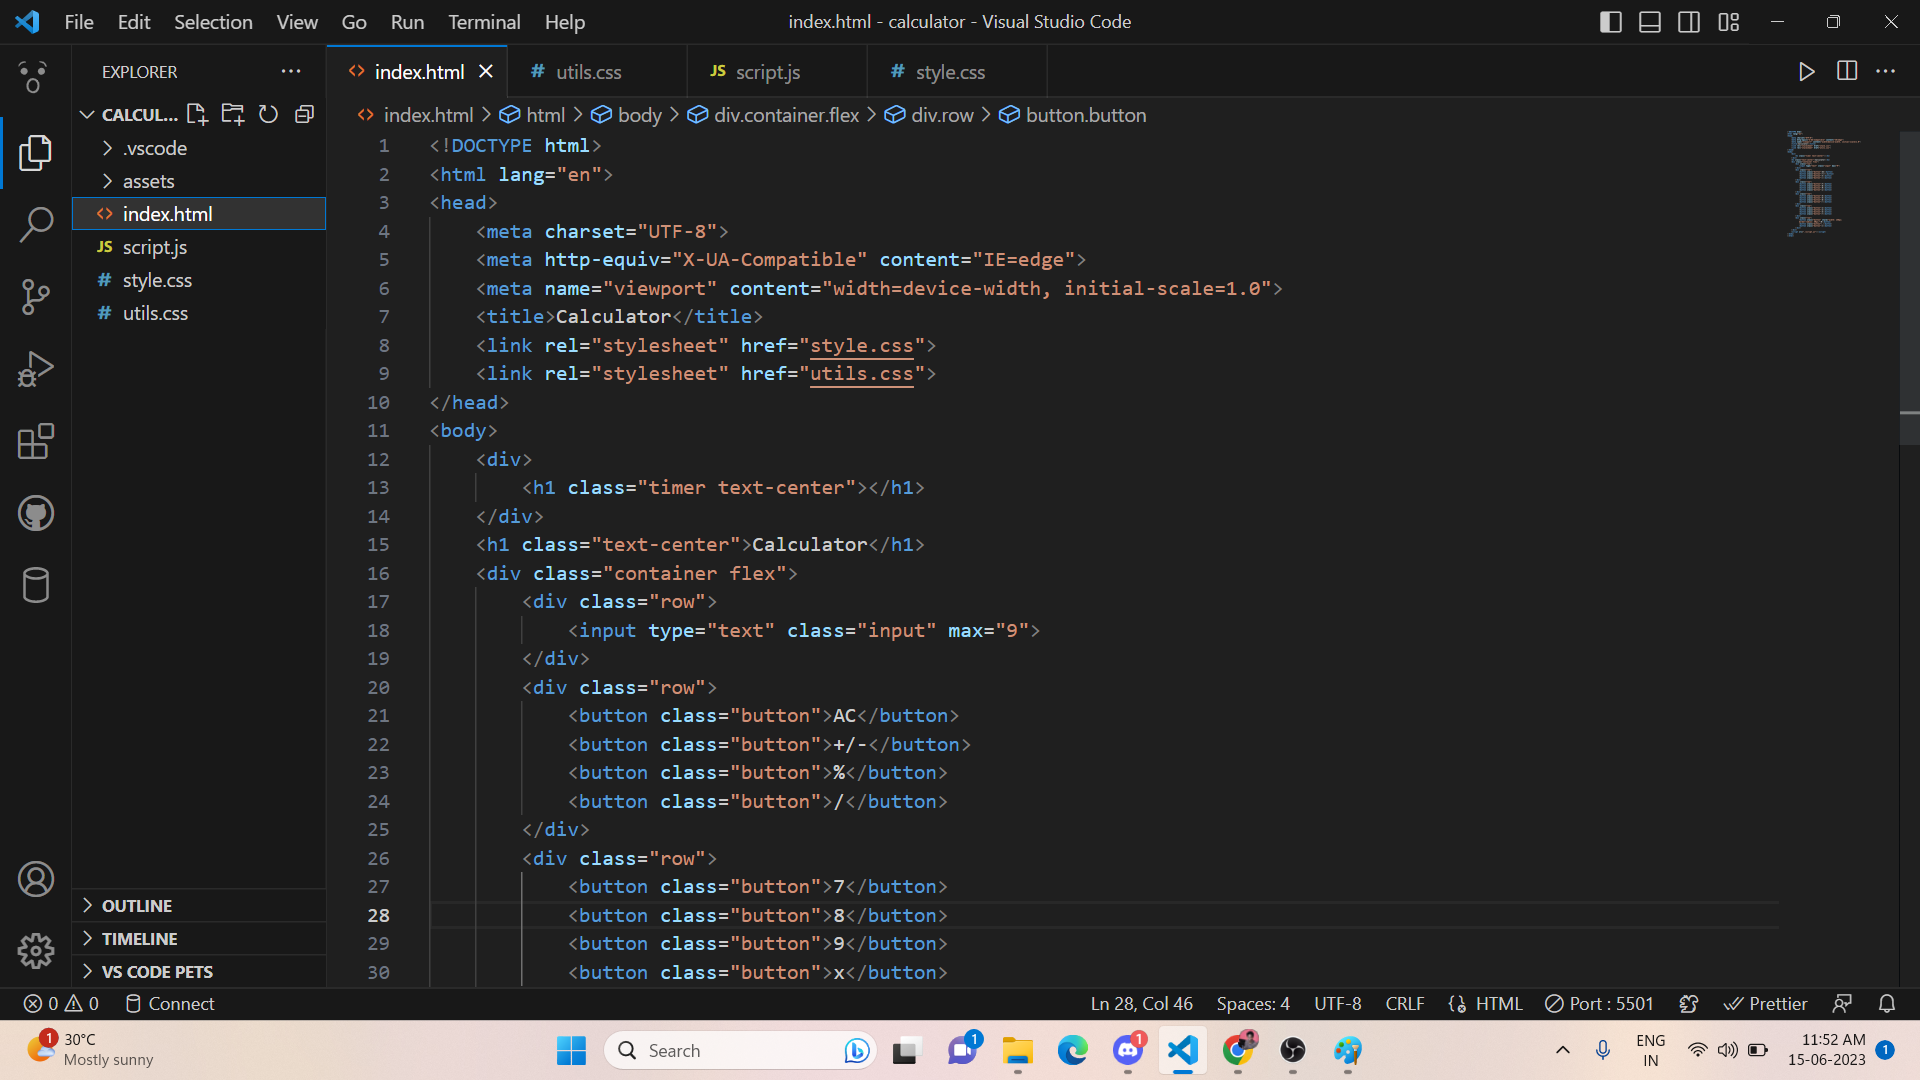 File Edit Selection View Go Run Terminal Help
index.html - calculator - Visual Studio Code
EXPLORER
CALCUL...
.vscode
assets
<> index.html
JS script.js
# style.css
# utils.css
OUTLINE
TIMELINE
VS CODE PETS
<> index.html
# utils.css
JS script.js
# style.css
<> index.html > html > body > div.container.flex > div.row > button.button
1 <!DOCTYPE html>
2 <html lang="en">
3 <head>
4     <meta charset="UTF-8">
5     <meta http-equiv="X-UA-Compatible" content="IE=edge">
6     <meta name="viewport" content="width=device-width, initial-scale=1.0">
7     <title>Calculator</title>
8     <link rel="stylesheet" href="style.css">
9     <link rel="stylesheet" href="utils.css">
10 </head>
11 <body>
12     <div>
13         <h1 class="timer text-center"></h1>
14     </div>
15     <h1 class="text-center">Calculator</h1>
16     <div class="container flex">
17         <div class="row">
18             <input type="text" class="input" max="9">
19         </div>
20         <div class="row">
21             <button class="button">AC</button>
22             <button class="button">+/-</button>
23             <button class="button">%</button>
24             <button class="button">/</button>
25         </div>
26         <div class="row">
27             <button class="button">7</button>
28             <button class="button">8</button>
29             <button class="button">9</button>
30             <button class="button">x</button>
0 0 Connect
Ln 28, Col 46 Spaces: 4 UTF-8 CRLF HTML Port : 5501 Prettier
1
30°C
Mostly sunny
Search
1
1
ENG
IN
11:52 AM
15-06-2023
1